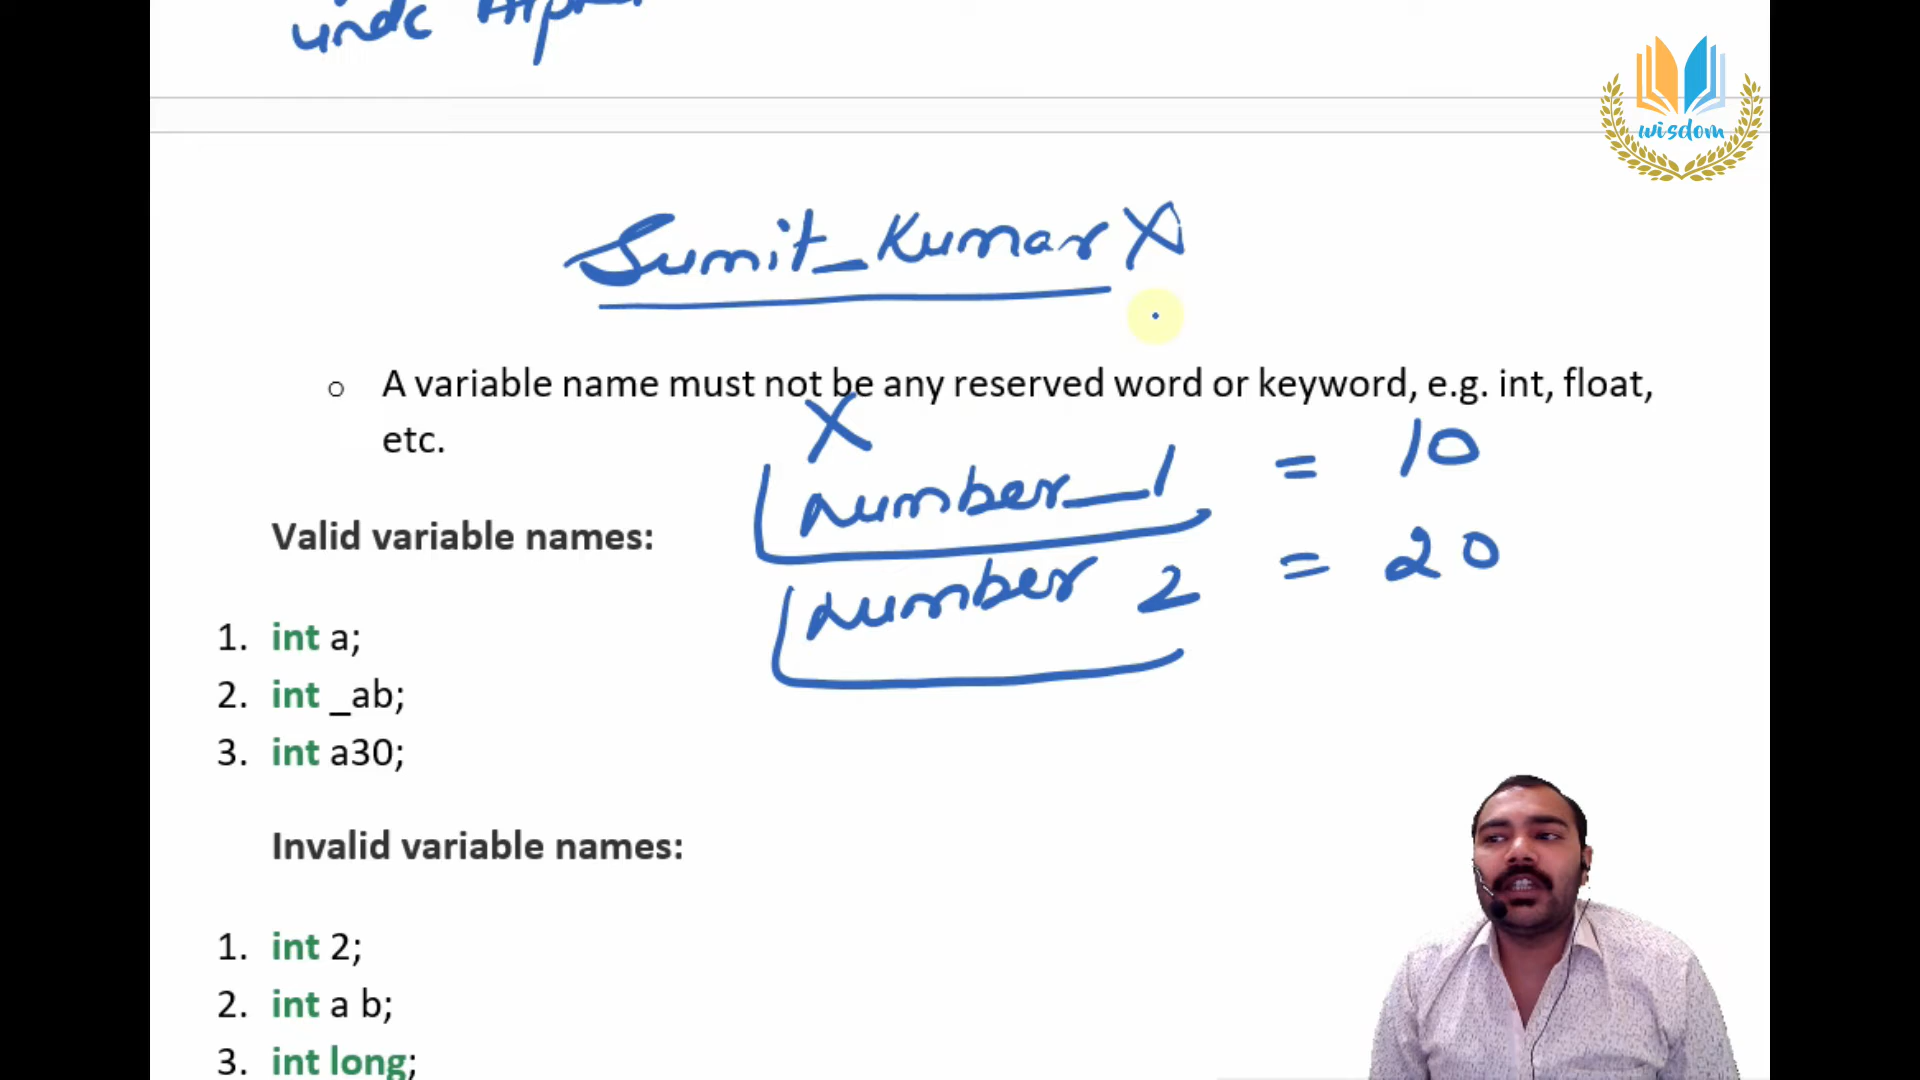 wisdom
Sumit_Kumar X
○ A variable name must not be any reserved word or keyword, e.g. int, float,
etc.
X
number_1 = 10
number 2 = 20
Valid variable names:
1. int a;
2. int _ab;
3. int a30;
Invalid variable names:
1. int 2;
2. int a b;
3. int long;